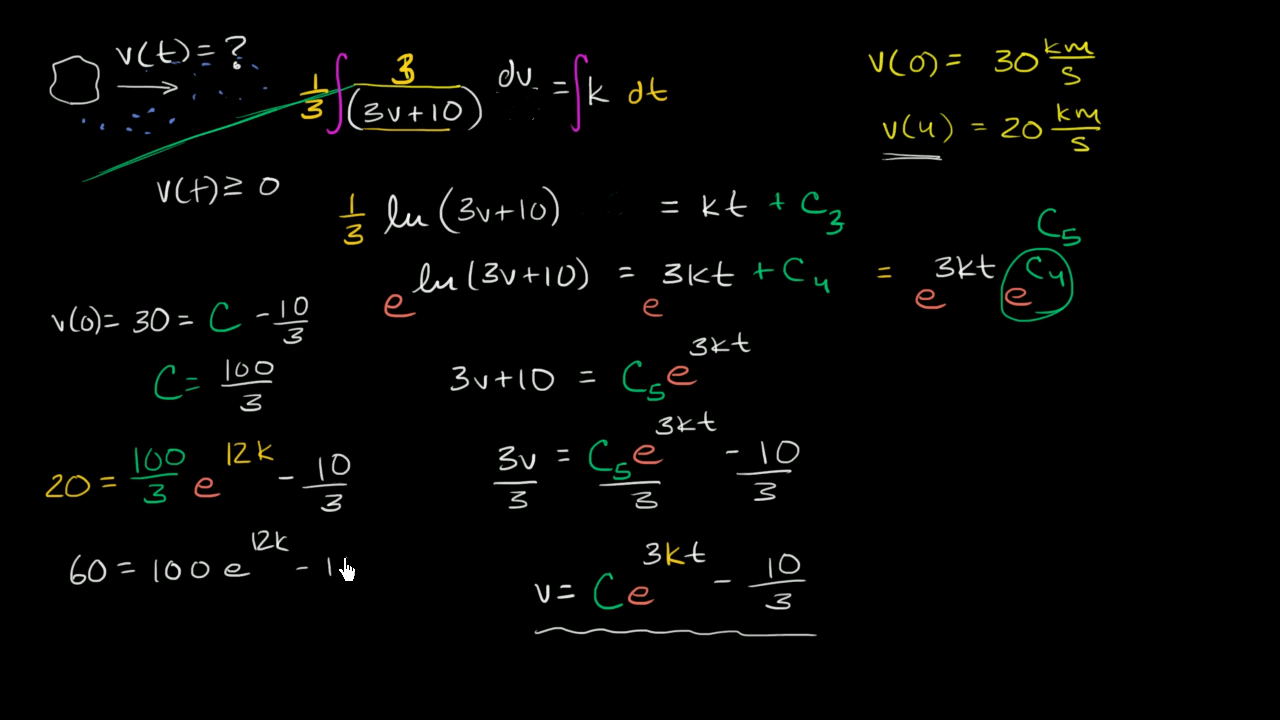 v(t) = ?
1/3 ∫ 3/(3v+10) dv = ∫ k dt
v(0) = 30 km/s
v(4) = 20 km/s
v(t) ≥ 0
1/3 ln(3v+10) = kt + C₃
e^(ln(3v+10)) = e^(3kt + C₄) = e^(3kt) e^(C₄)
C₅
3v+10 = C₅e^(3kt)
3v/3 = C₅e^(3kt)/3 - 10/3
v = Ce^(3kt) - 10/3
v(0) = 30 = C - 10/3
C = 100/3
20 = 100/3 e^(12k) - 10/3
60 = 100 e^(12k) - 1